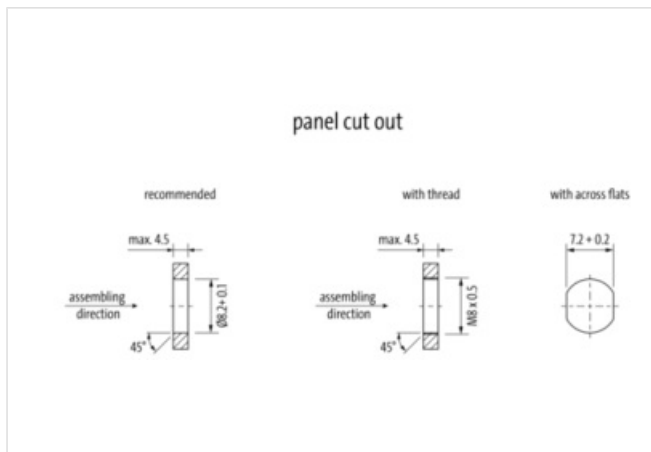 panel cut out
recommended
with thread
with across flats
max. 4.5
max. 4.5
7.2 + 0.2
assembling
direction
Ø8.2+ 0.1
45°
assembling
direction
M8 x 0.5
45°